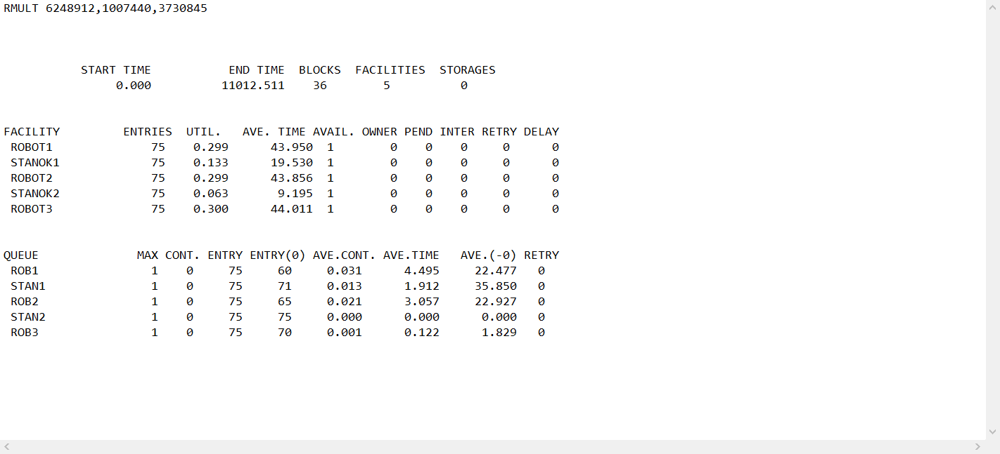 RMULT 6248912,1007440,3730845
START TIME END TIME BLOCKS FACILITIES STORAGES
0.000 11012.511 36 5 0
FACILITY ENTRIES UTIL. AVE. TIME AVAIL. OWNER PEND INTER RETRY DELAY
ROBOT1 75 0.299 43.950 1 0 0 0 0 0
STANOK1 75 0.133 19.530 1 0 0 0 0 0
ROBOT2 75 0.299 43.856 1 0 0 0 0 0
STANOK2 75 0.063 9.195 1 0 0 0 0 0
ROBOT3 75 0.300 44.011 1 0 0 0 0 0
QUEUE MAX CONT. ENTRY ENTRY(0) AVE.CONT. AVE.TIME AVE.(-0) RETRY
ROB1 1 0 75 60 0.031 4.495 22.477 0
STAN1 1 0 75 71 0.013 1.912 35.850 0
ROB2 1 0 75 65 0.021 3.057 22.927 0
STAN2 1 0 75 75 0.000 0.000 0.000 0
ROB3 1 0 75 70 0.001 0.122 1.829 0